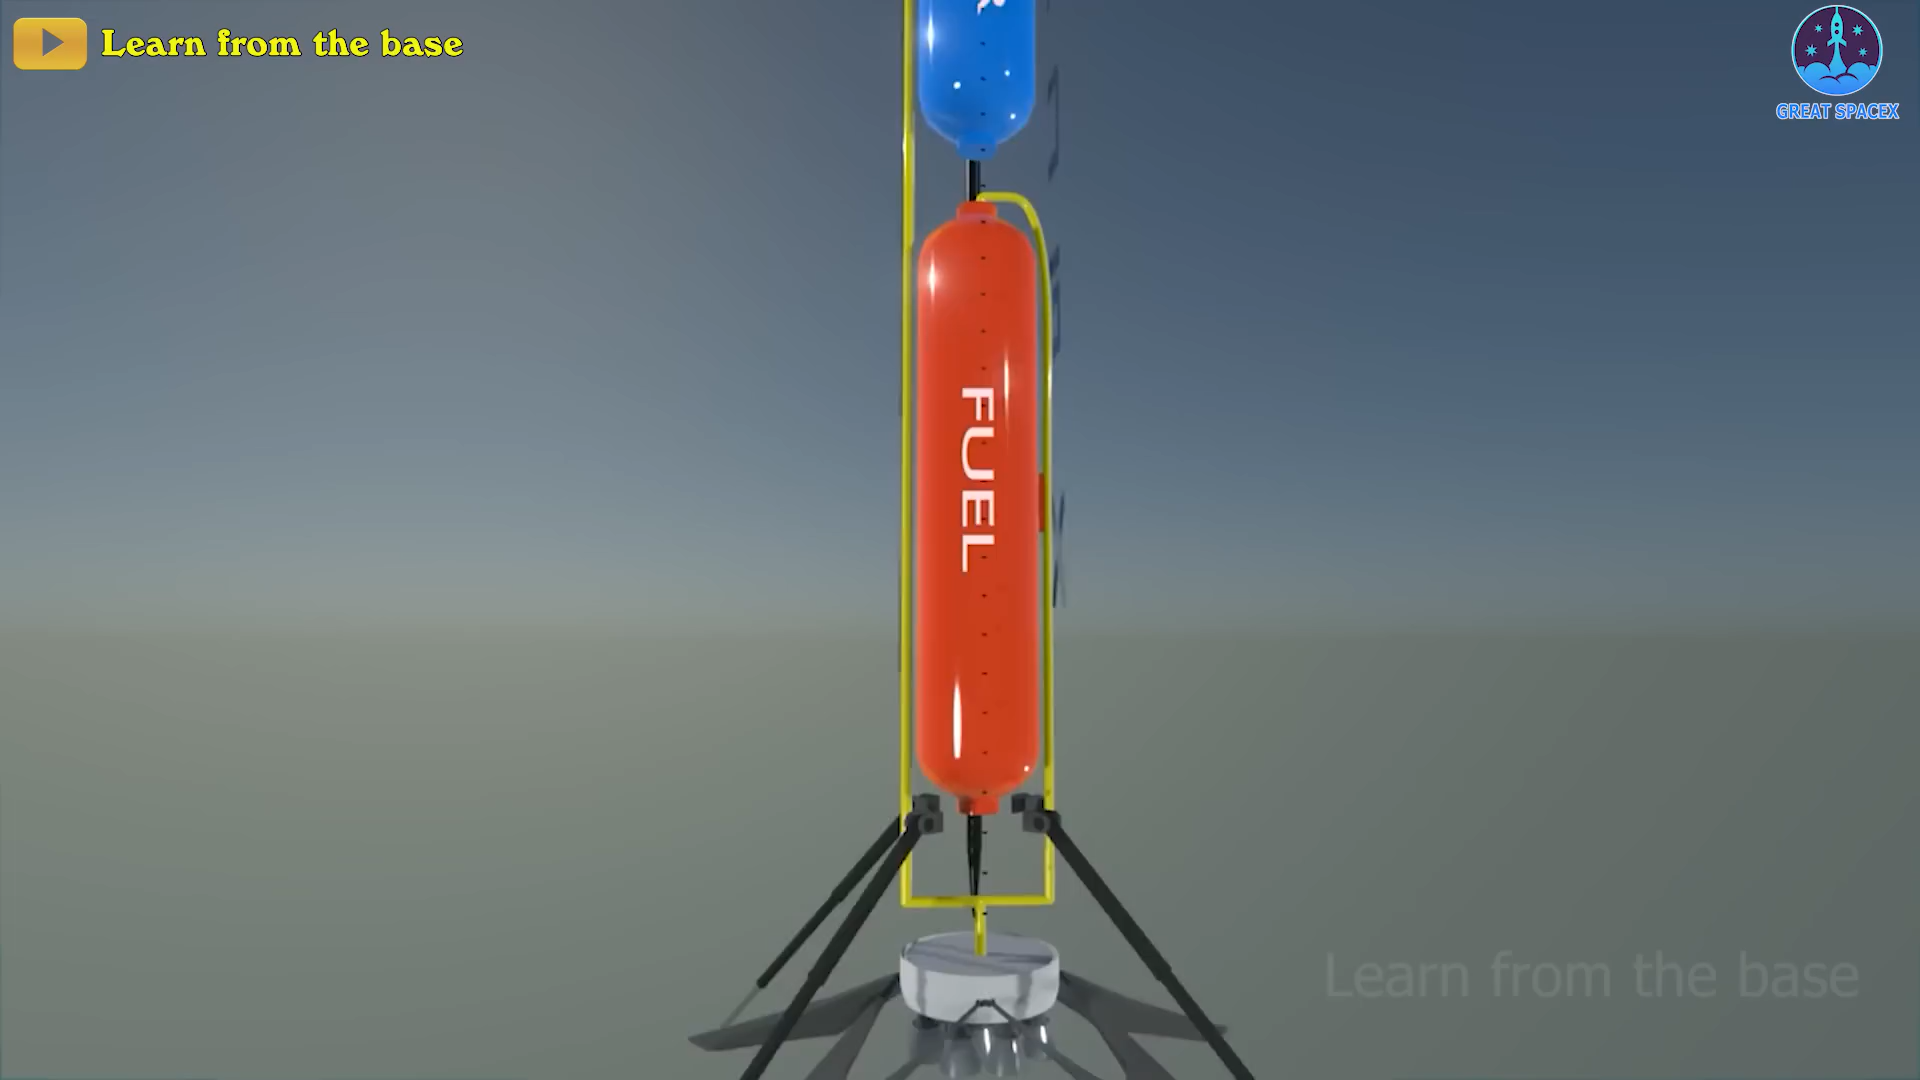 Learn from the base
GREAT SPACEX
R
FUEL
Learn from the base